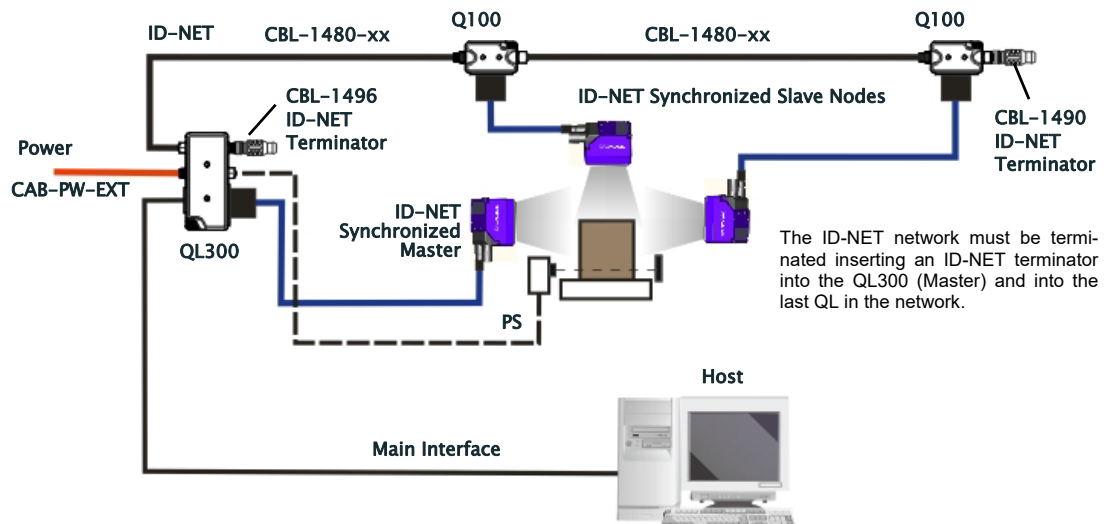 Q100
Q100
ID-NET
CBL-1480-xx
CBL-1480-xx
CBL-1496
ID-NET
Terminator
ID-NET Synchronized Slave Nodes
CBL-1490
ID-NET
Terminator
Power
CAB-PW-EXT
QL300
ID-NET
Synchronized
Master
The ID-NET network must be termi-
nated inserting an ID-NET terminator
into the QL300 (Master) and into the
last QL in the network.
PS
Host
Main Interface